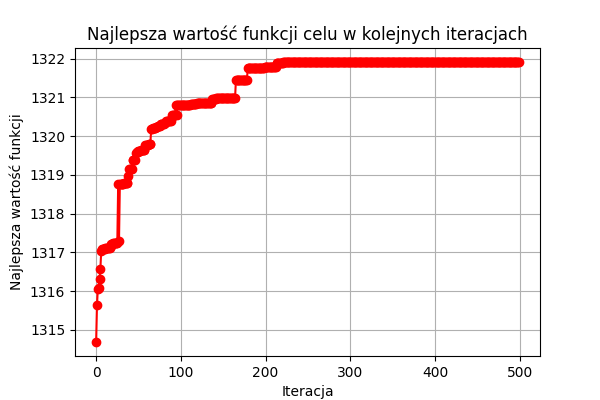 Najlepsza wartość funkcji celu w kolejnych iteracjach
1322
1321
1320
1319
1318
1317
1316
1315
Najlepsza wartość funkcji
0 100 200 300 400 500
Iteracja